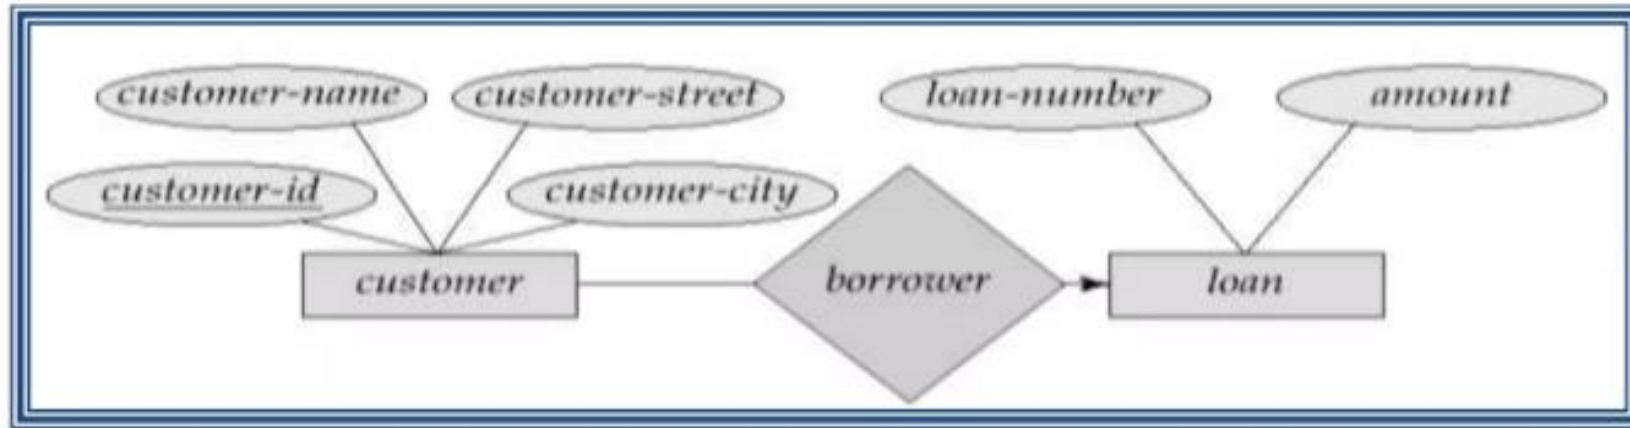 customer-name customer-street loan-number amount
customer-id customer-city
customer borrower loan